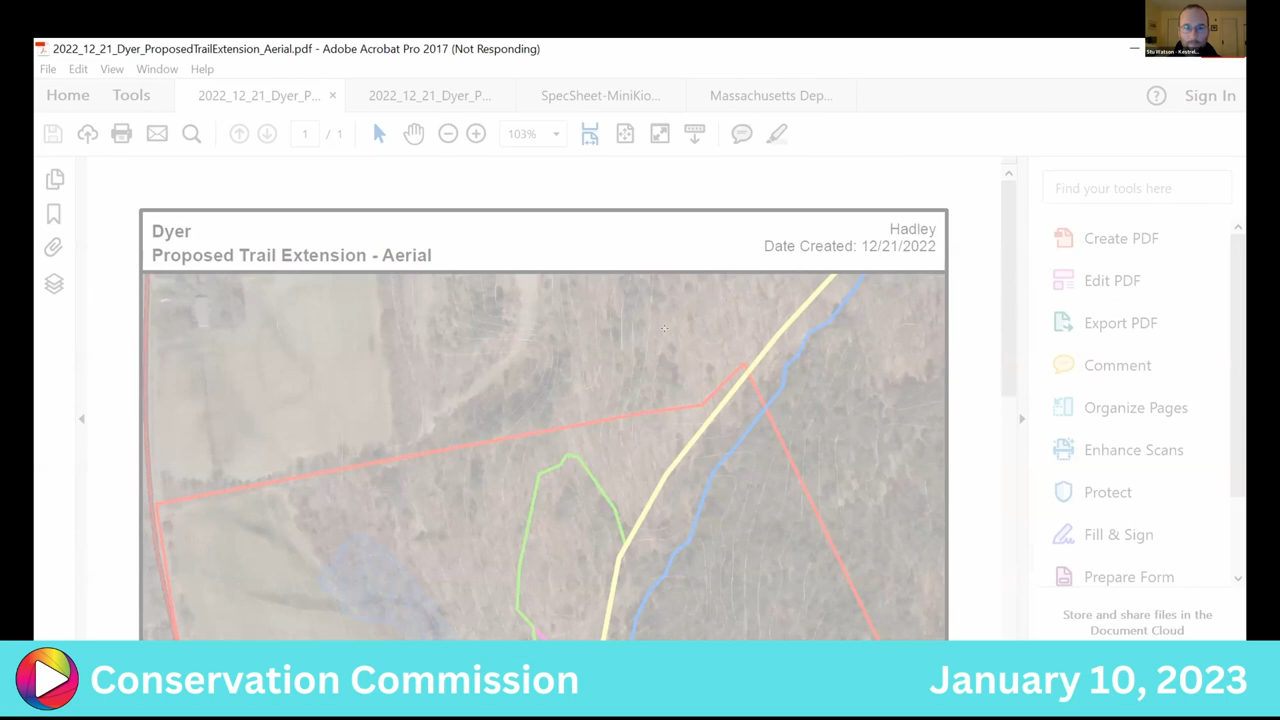 2022_12_21_Dyer_ProposedTrailExtension_Aerial.pdf - Adobe Acrobat Pro 2017 (Not Responding)
Stu Watson - Kestrel...
File Edit View Window Help
Home Tools 2022_12_21_Dyer_P... × 2022_12_21_Dyer_P... SpecSheet-MiniKio... Massachusetts Dep... Sign In
1 / 1 103%
Find your tools here
Dyer
Proposed Trail Extension - Aerial
Hadley
Date Created: 12/21/2022
Create PDF
Edit PDF
Export PDF
Comment
Organize Pages
Enhance Scans
Protect
Fill & Sign
Prepare Form
Store and share files in the
Document Cloud
Conservation Commission
January 10, 2023